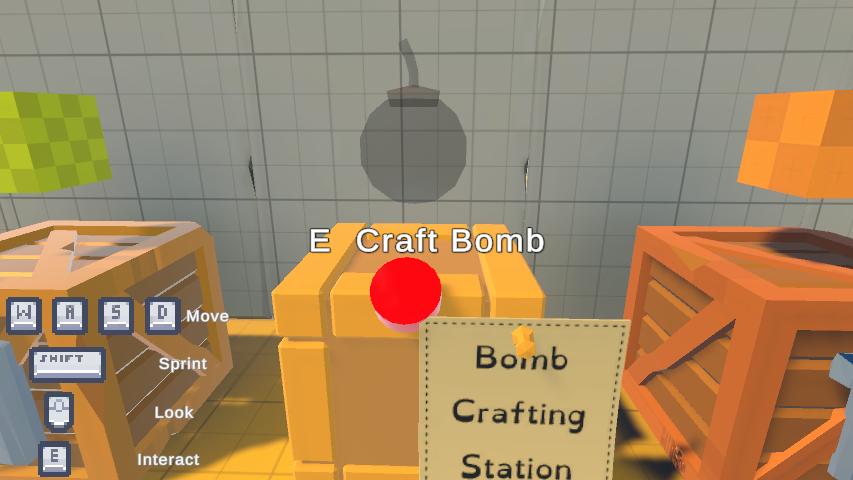 E Craft Bomb
W A S D Move
SHIFT Sprint
Look
E Interact
Bomb
Crafting
Station